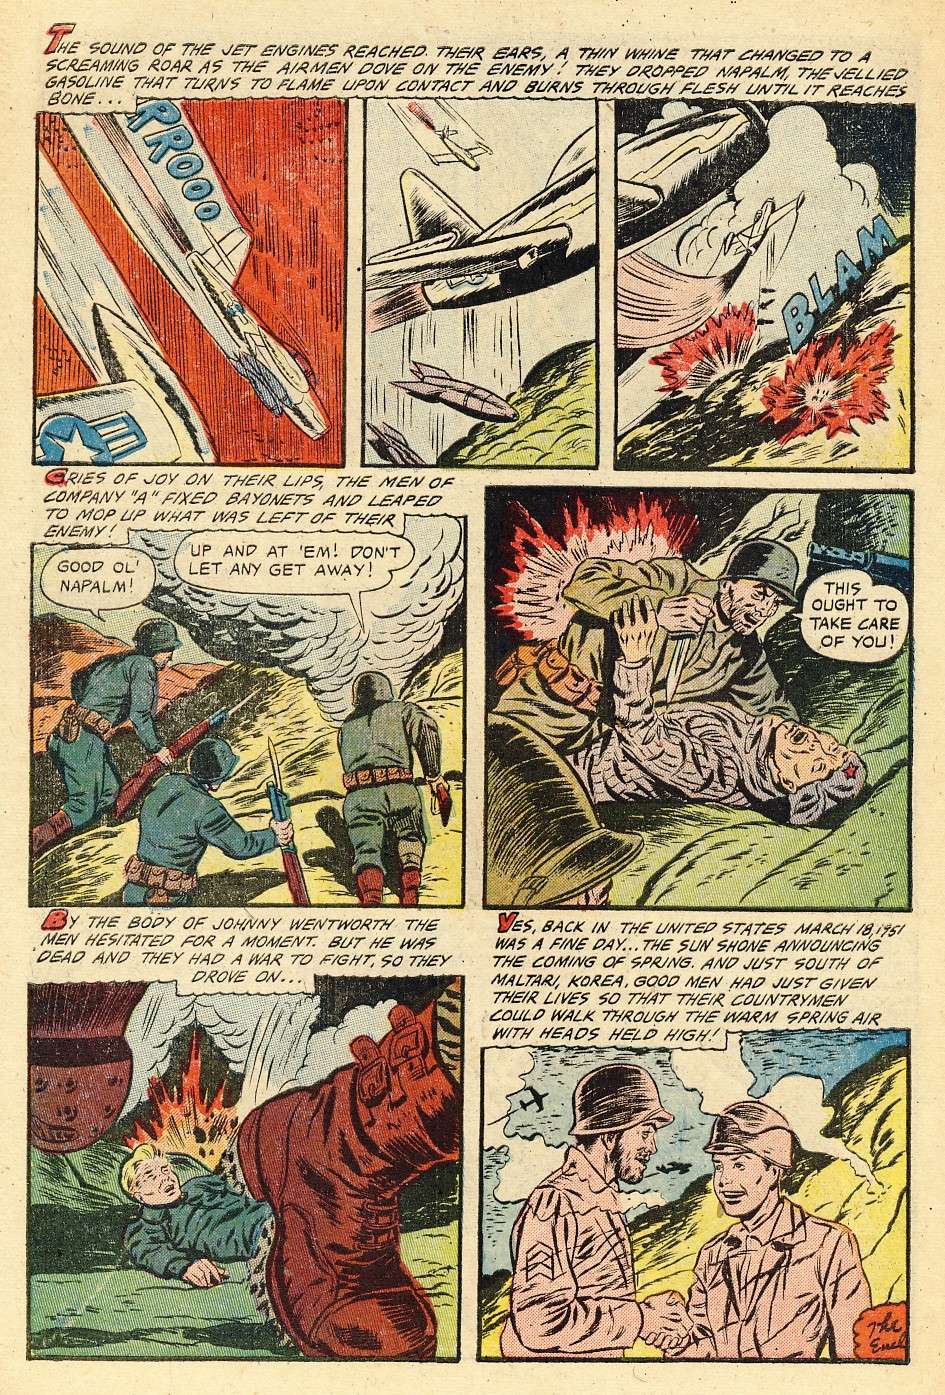 THE SOUND OF THE JET ENGINES REACHED THEIR EARS, A THIN WHINE THAT CHANGED TO A
SCREAMING ROAR AS THE AIRMEN DOVE ON THE ENEMY! THEY DROPPED NAPALM, THE JELLIED
GASOLINE THAT TURNS TO FLAME UPON CONTACT AND BURNS THROUGH FLESH UNTIL IT REACHES
BONE...
RROOO
BLAM
CRIES OF JOY ON THEIR LIPS, THE MEN OF
COMPANY "A" FIXED BAYONETS AND LEAPED
TO MOP UP WHAT WAS LEFT OF THEIR
ENEMY!
GOOD OL'
NAPALM!
UP AND AT 'EM! DON'T
LET ANY GET AWAY!
THIS
OUGHT TO
TAKE CARE
OF YOU!
BY THE BODY OF JOHNNY WENTWORTH THE
MEN HESITATED FOR A MOMENT. BUT HE WAS
DEAD AND THEY HAD A WAR TO FIGHT, SO THEY
DROVE ON...
YES, BACK IN THE UNITED STATES MARCH 18, 1951
WAS A FINE DAY... THE SUN SHONE ANNOUNCING
THE COMING OF SPRING. AND JUST SOUTH OF
MALTARI, KOREA, GOOD MEN HAD JUST GIVEN
THEIR LIVES SO THAT THEIR COUNTRYMEN
COULD WALK THROUGH THE WARM SPRING AIR
WITH HEADS HELD HIGH!
The
End